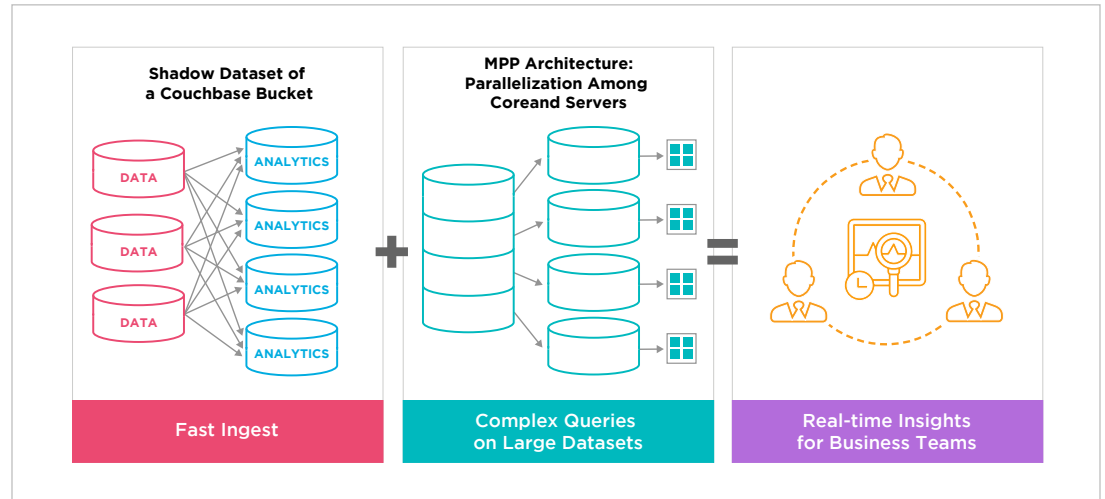 Shadow Dataset of
a Couchbase Bucket
DATA
DATA
DATA
ANALYTICS
ANALYTICS
ANALYTICS
ANALYTICS
Fast Ingest
MPP Architecture:
Parallelization Among
Coreand Servers
Complex Queries
on Large Datasets
Real-time Insights
for Business Teams